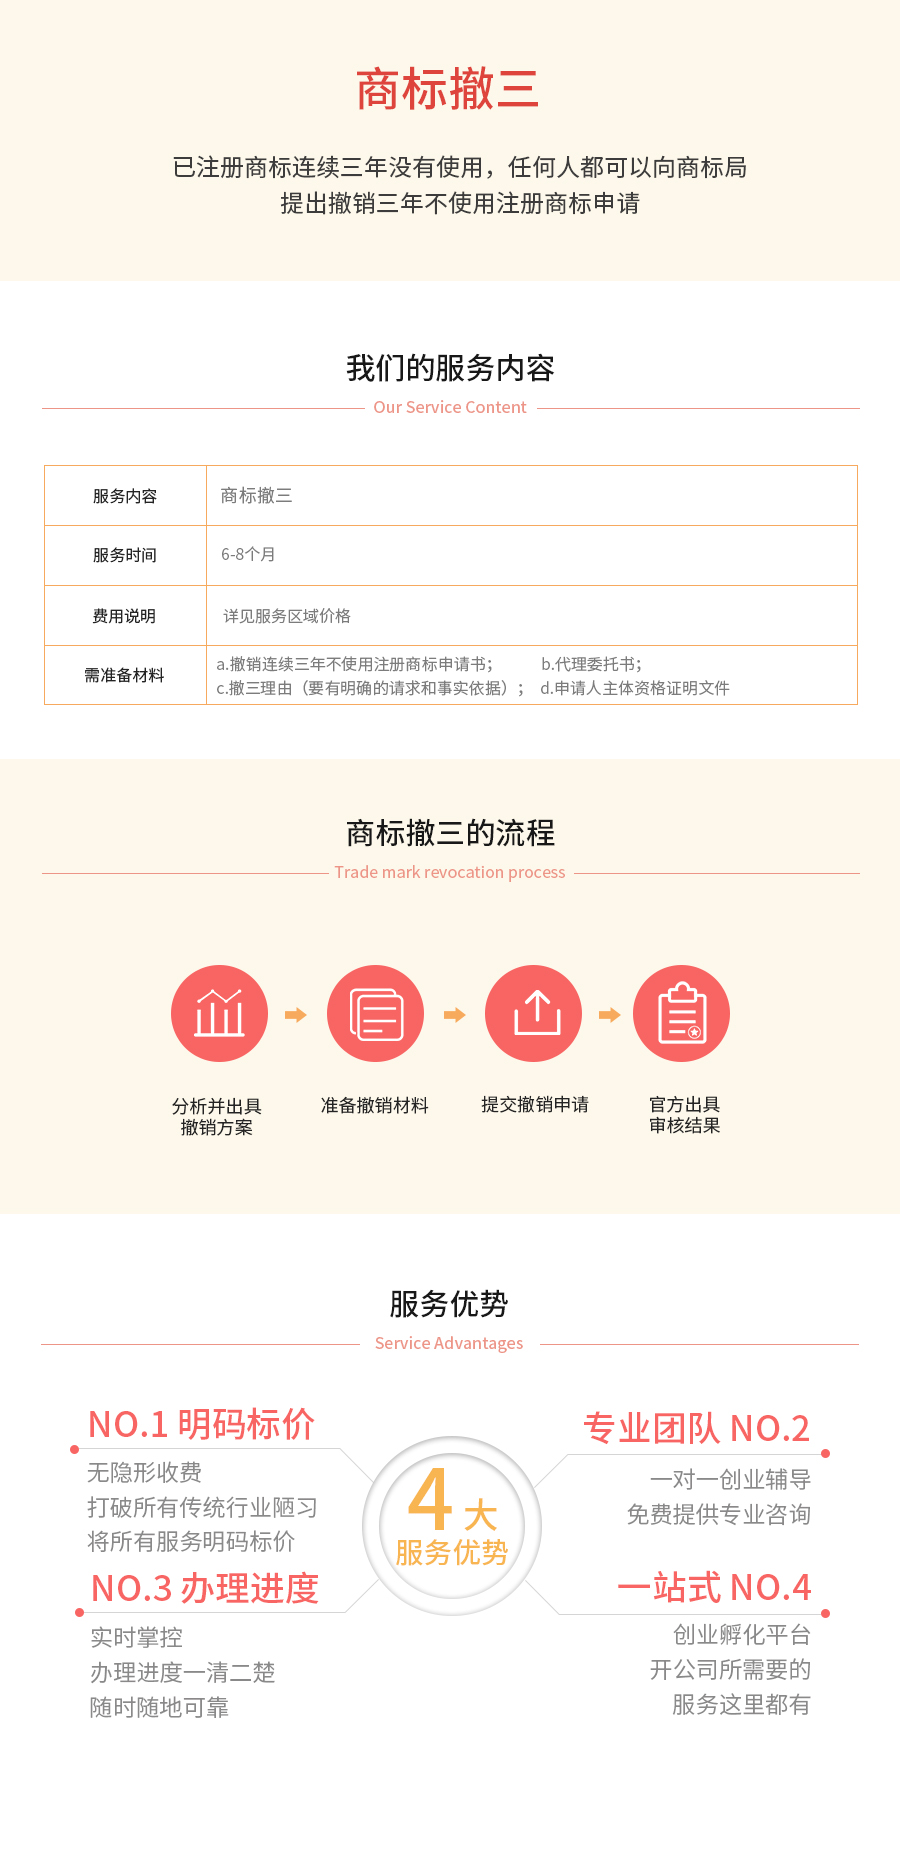 商标撤三
已注册商标连续三年没有使用，任何人都可以向商标局
提出撤销三年不使用注册商标申请
我们的服务内容
Our Service Content
服务内容 商标撤三
服务时间 6-8个月
费用说明 详见服务区域价格
需准备材料
a.撤销连续三年不使用注册商标申请书； b.代理委托书；
c.撤三理由（要有明确的请求和事实依据）； d.申请人主体资格证明文件
商标撤三的流程
Trade mark revocation process
分析并出具
撤销方案
准备撤销材料
提交撤销申请
官方出具
审核结果
服务优势
Service Advantages
NO.1 明码标价
无隐形收费
打破所有传统行业陋习
将所有服务明码标价
专业团队 NO.2
一对一创业辅导
免费提供专业咨询
4 大
服务优势
NO.3 办理进度
实时掌控
办理进度一清二楚
随时随地可靠
一站式 NO.4
创业孵化平台
开公司所需要的
服务这里都有